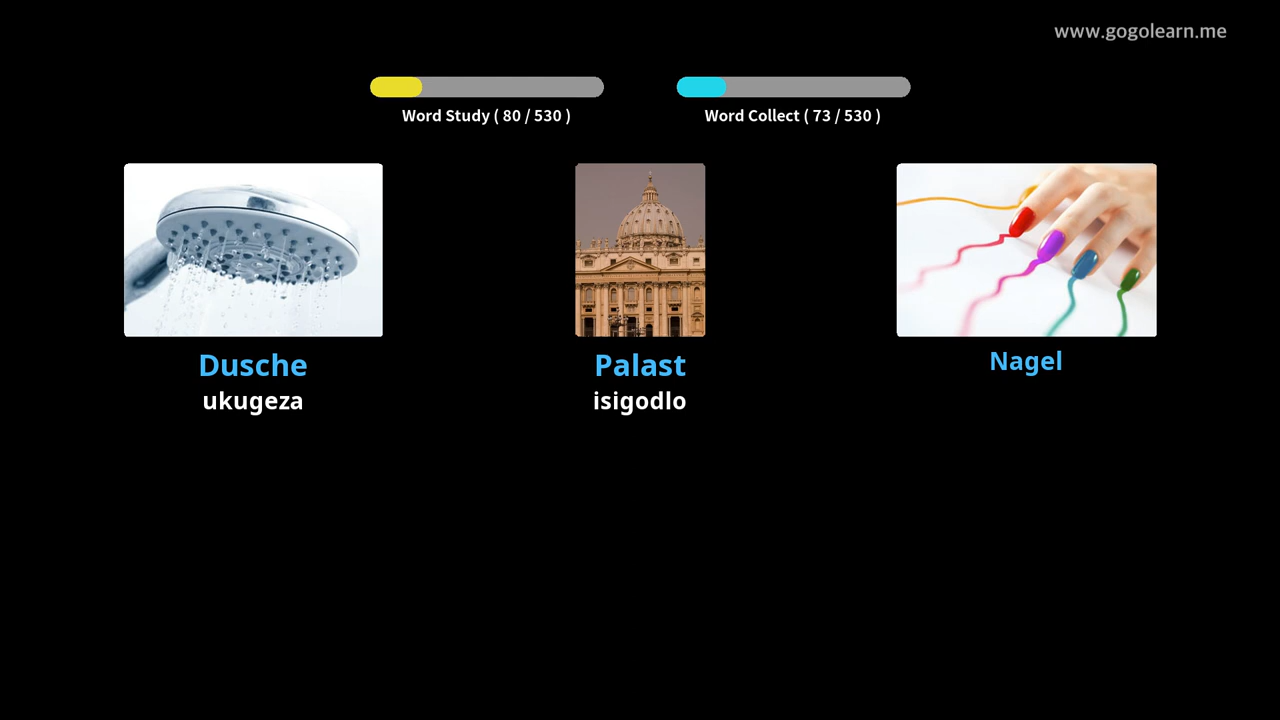 www.gogolearn.me
Word Study ( 80 / 530 )
Word Collect ( 73 / 530 )
Dusche
ukugeza
Palast
isigodlo
Nagel